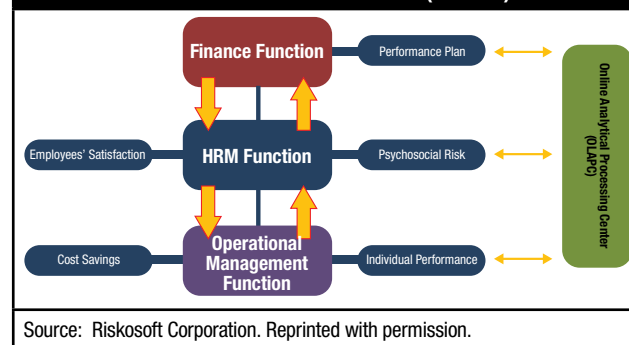 Finance Function
Performance Plan
Employees' Satisfaction
HRM Function
Psychosocial Risk
Cost Savings
Operational
Management
Function
Individual Performance
Online Analytical Processing Center
(OLAPC)
Source: Riskosoft Corporation. Reprinted with permission.